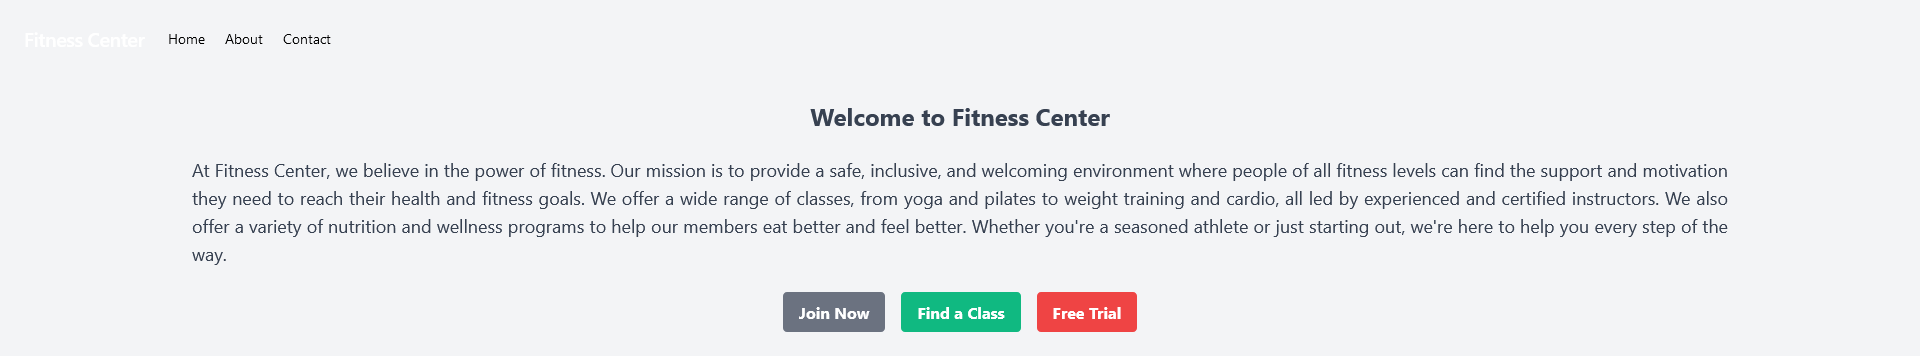 Fitness Center Home About Contact
Welcome to Fitness Center
At Fitness Center, we believe in the power of fitness. Our mission is to provide a safe, inclusive, and welcoming environment where people of all fitness levels can find the support and motivation
they need to reach their health and fitness goals. We offer a wide range of classes, from yoga and pilates to weight training and cardio, all led by experienced and certified instructors. We also
offer a variety of nutrition and wellness programs to help our members eat better and feel better. Whether you're a seasoned athlete or just starting out, we're here to help you every step of the
way.
Join Now Find a Class Free Trial